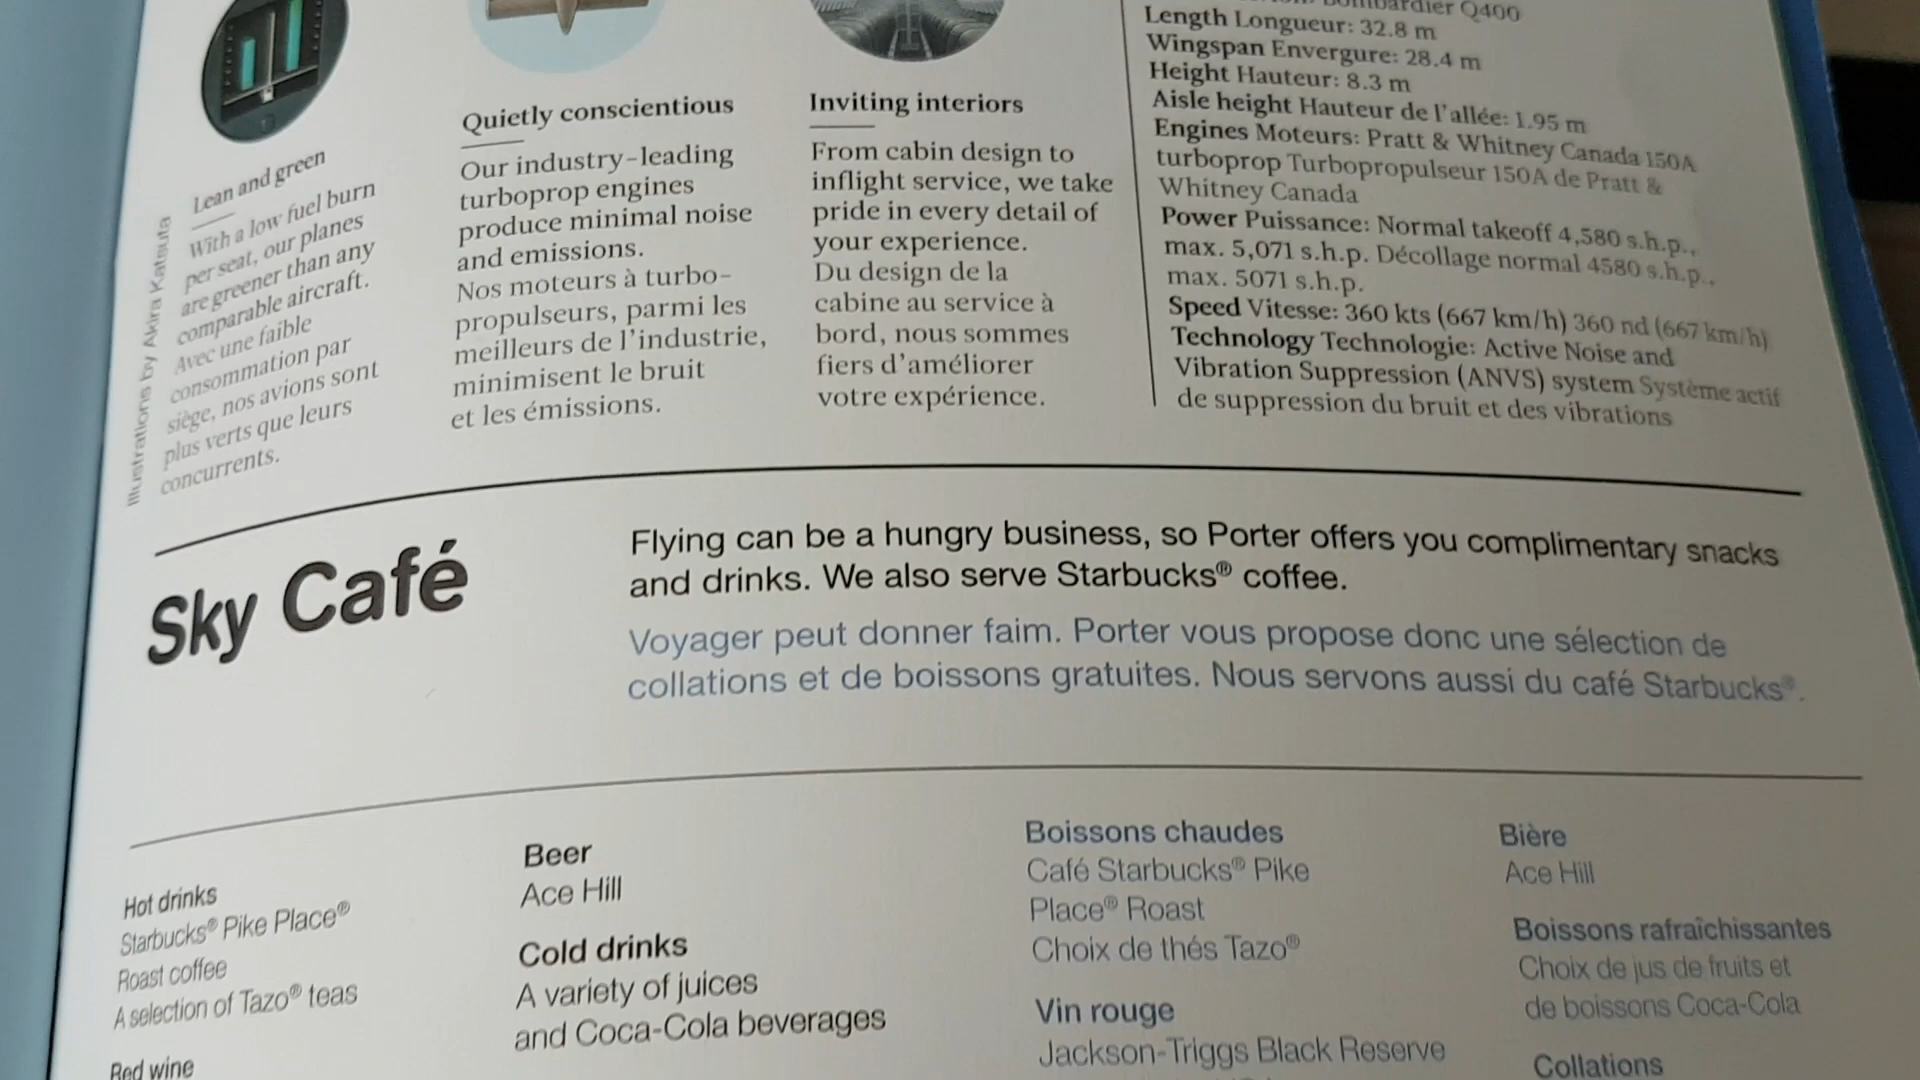 Illustrations by Akira Katsuta
Lean and green
With a low fuel burn
per seat, our planes
are greener than any
comparable aircraft.
Avec une faible
consommation par
siège, nos avions sont
plus verts que leurs
concurrents.
Quietly conscientious
Our industry-leading
turboprop engines
produce minimal noise
and emissions.
Nos moteurs à turbo-
propulseurs, parmi les
meilleurs de l'industrie,
minimisent le bruit
et les émissions.
Inviting interiors
From cabin design to
inflight service, we take
pride in every detail of
your experience.
Du design de la
cabine au service à
bord, nous sommes
fiers d'améliorer
votre expérience.
Bombardier Q400
Length Longueur: 32.8 m
Wingspan Envergure: 28.4 m
Height Hauteur: 8.3 m
Aisle height Hauteur de l'allée: 1.95 m
Engines Moteurs: Pratt & Whitney Canada 150A
turboprop Turbopropulseur 150A de Pratt &
Whitney Canada
Power Puissance: Normal takeoff 4,580 s.h.p.,
max. 5,071 s.h.p. Décollage normal 4580 s.h.p.,
max. 5071 s.h.p.
Speed Vitesse: 360 kts (667 km/h) 360 nd (667 km/h)
Technology Technologie: Active Noise and
Vibration Suppression (ANVS) system Système actif
de suppression du bruit et des vibrations
Sky Café
Flying can be a hungry business, so Porter offers you complimentary snacks
and drinks. We also serve Starbucks® coffee.
Voyager peut donner faim. Porter vous propose donc une sélection de
collations et de boissons gratuites. Nous servons aussi du café Starbucks®.
Hot drinks
Starbucks® Pike Place®
Roast coffee
A selection of Tazo® teas
Red wine
Beer
Ace Hill
Cold drinks
A variety of juices
and Coca-Cola beverages
Boissons chaudes
Café Starbucks® Pike
Place® Roast
Choix de thés Tazo®
Vin rouge
Jackson-Triggs Black Reserve
Bière
Ace Hill
Boissons rafraîchissantes
Choix de jus de fruits et
de boissons Coca-Cola
Collations